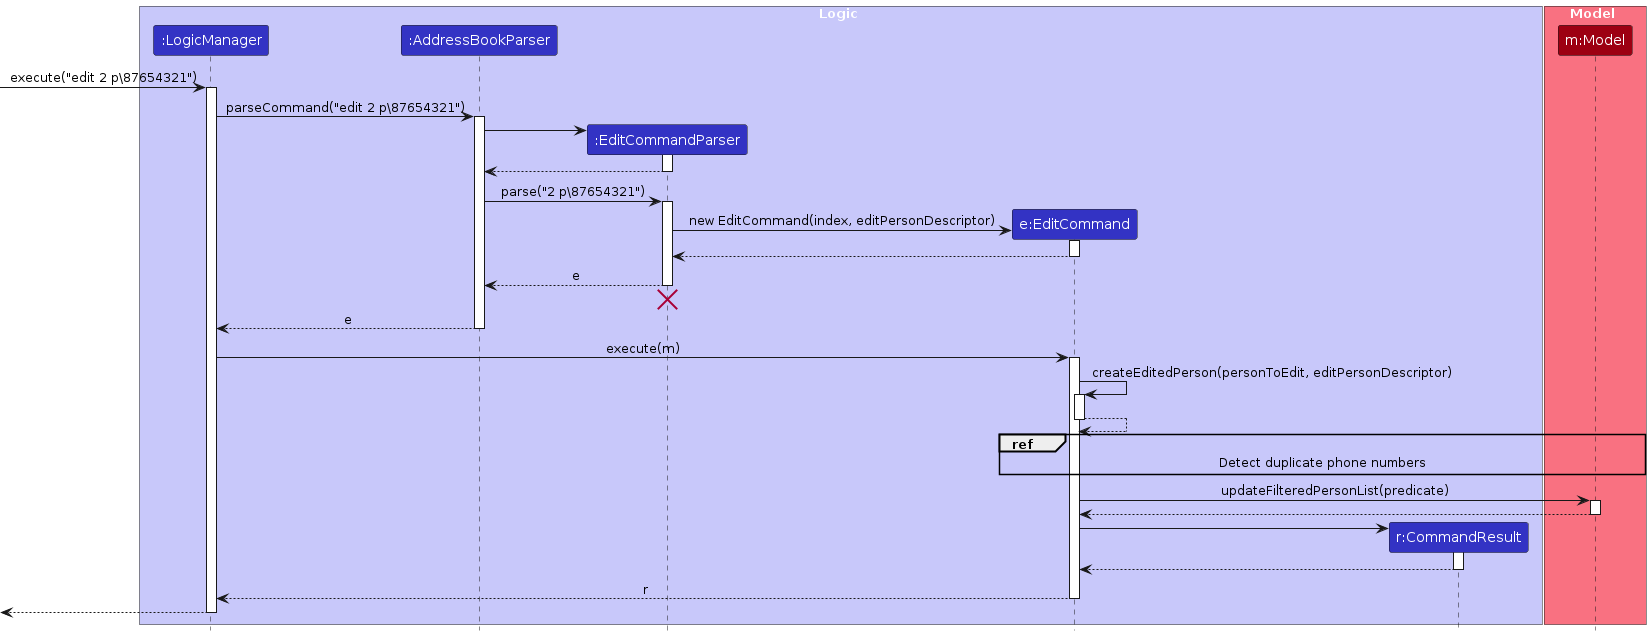 Logic
Model
:LogicManager
:AddressBookParser
m:Model
execute("edit 2 p\87654321")
parseCommand("edit 2 p\87654321")
:EditCommandParser
parse("2 p\87654321")
new EditCommand(index, editPersonDescriptor)
e:EditCommand
e
e
execute(m)
createEditedPerson(personToEdit, editPersonDescriptor)
ref
Detect duplicate phone numbers
updateFilteredPersonList(predicate)
r:CommandResult
r